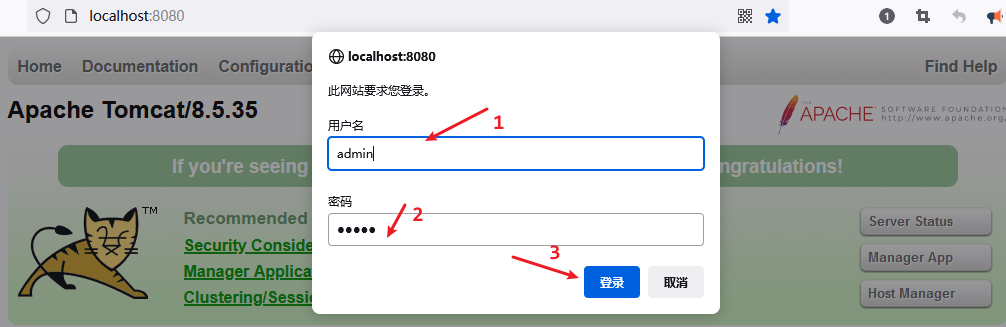 localhost:8080
1
localhost:8080
Home Documentation Configuratio Find Help
此网站要求您登录。
Apache Tomcat/8.5.35
THE APACHE SOFTWARE FOUNDATION
http://www.apache.org/
用户名
1
admin
If you're seeing ngratulations!
密码
2
•••••
TM
Recommended
Security Conside
Manager Applica
Clustering/Sessio
Server Status
Manager App
Host Manager
3
登录 取消